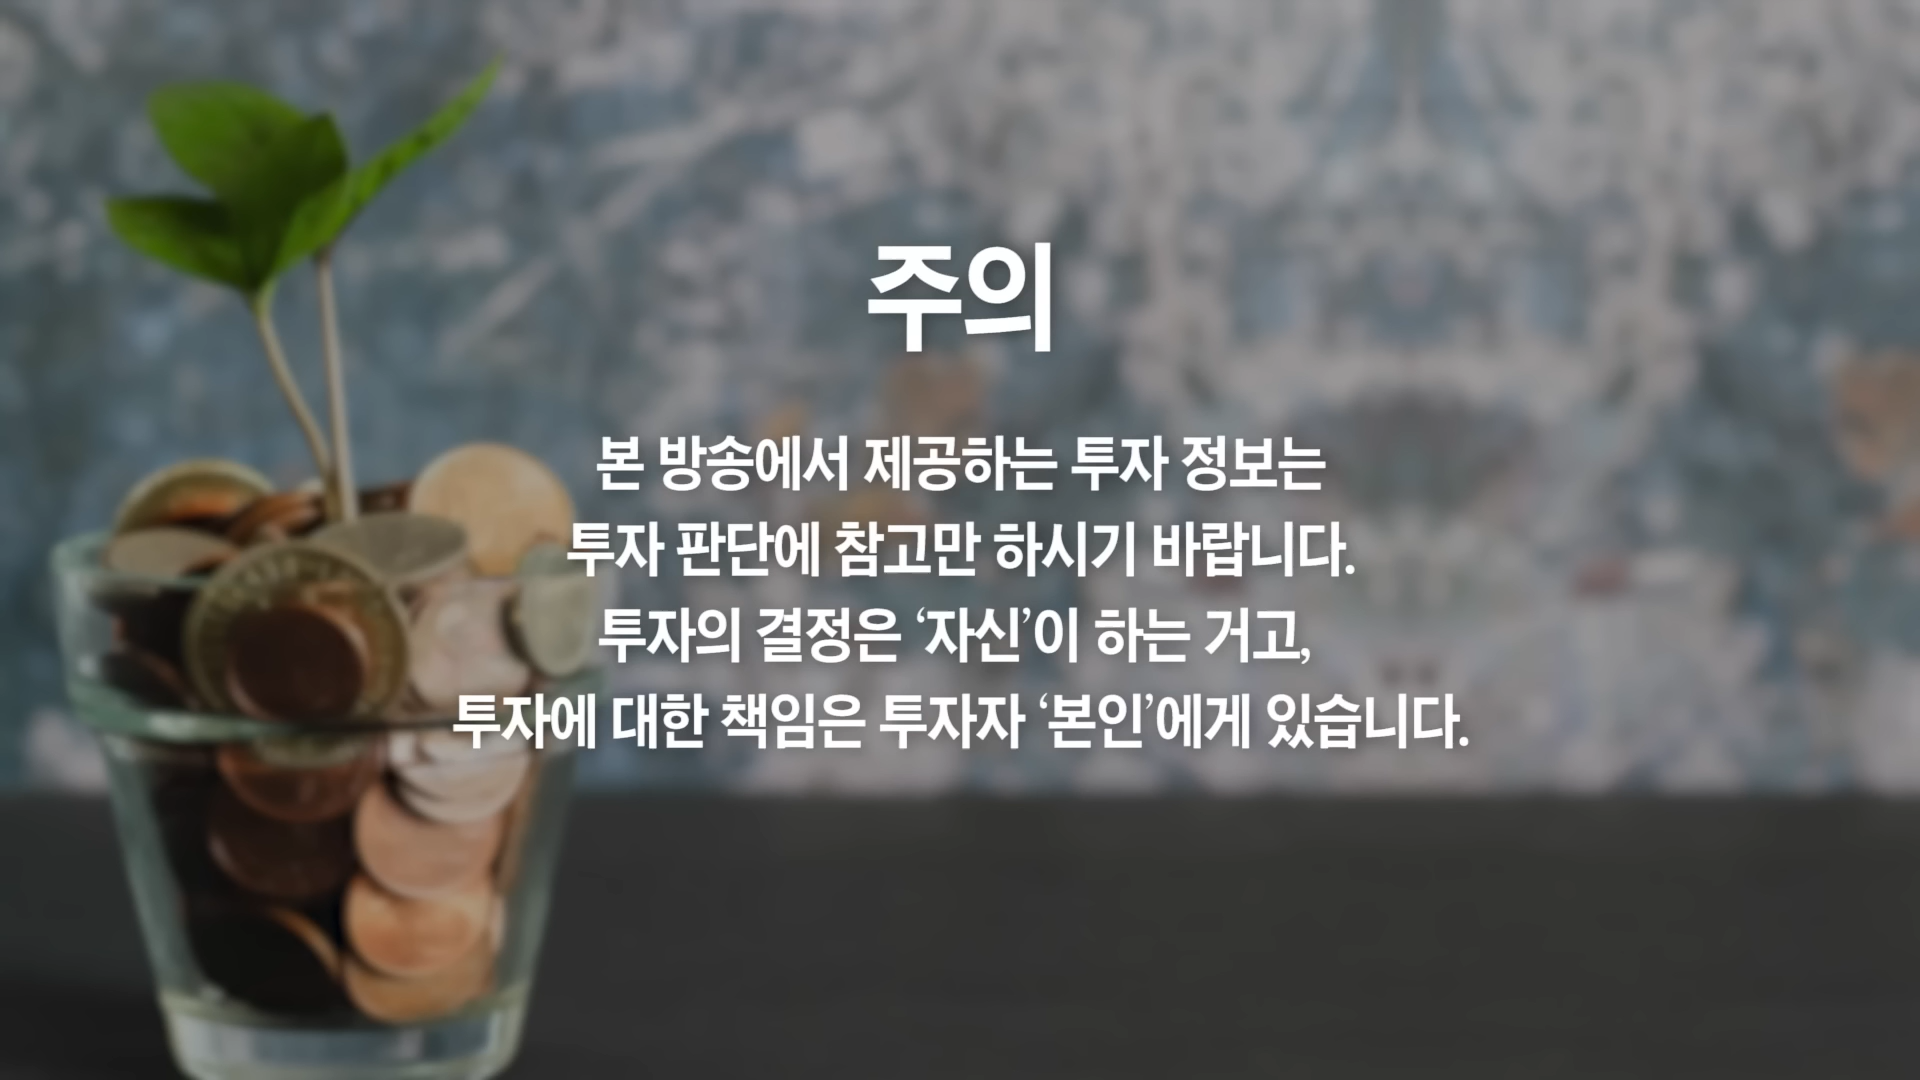 주의
본 방송에서 제공하는 투자 정보는
투자 판단에 참고만 하시기 바랍니다.
투자의 결정은 ‘자신’이 하는 거고,
투자에 대한 책임은 투자자 ‘본인’에게 있습니다.